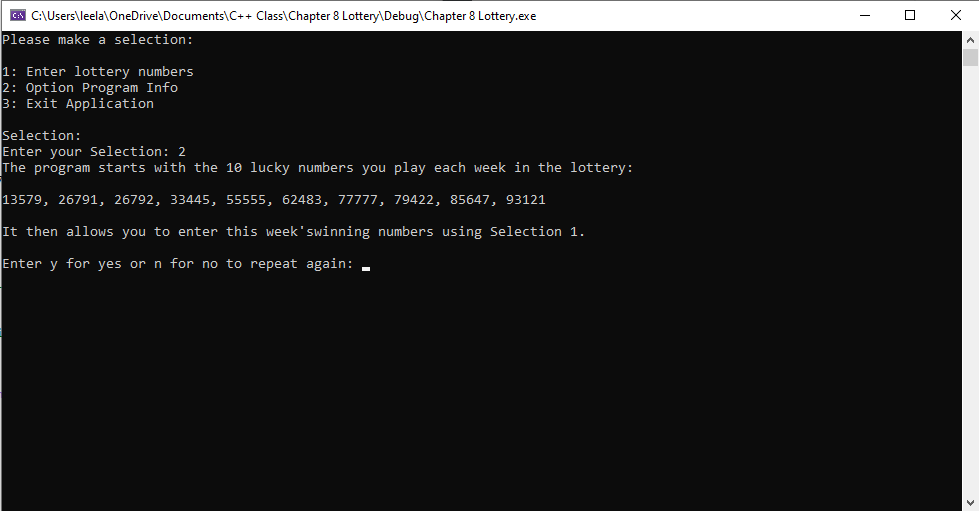 C:\Users\leela\OneDrive\Documents\C++ Class\Chapter 8 Lottery\Debug\Chapter 8 Lottery.exe
Please make a selection:
1: Enter lottery numbers
2: Option Program Info
3: Exit Application
Selection:
Enter your Selection: 2
The program starts with the 10 lucky numbers you play each week in the lottery:
13579, 26791, 26792, 33445, 55555, 62483, 77777, 79422, 85647, 93121
It then allows you to enter this week'swinning numbers using Selection 1.
Enter y for yes or n for no to repeat again: